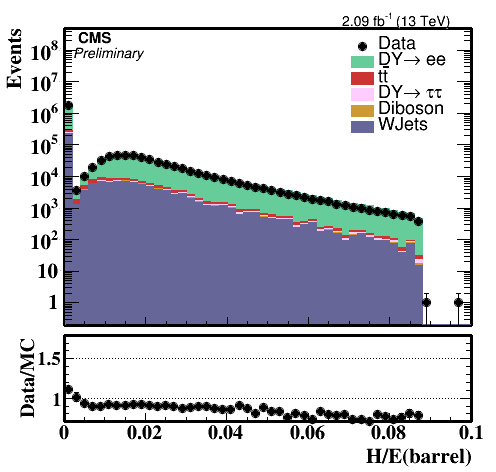 2.09 fb⁻¹ (13 TeV)
CMS
Preliminary
Data
DY→ ee
tt̄
DY→ ττ
Diboson
WJets
Events
10⁸
10⁷
10⁶
10⁵
10⁴
10³
10²
10
1
Data/MC
1.5
1
0
0.02
0.04
0.06
0.08
0.1
H/E(barrel)